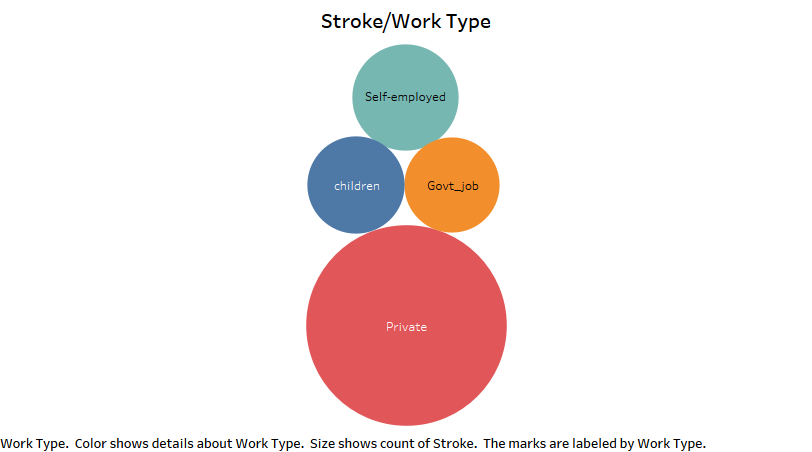 Stroke/Work Type
Self-employed
children
Govt_job
Private
Work Type.  Color shows details about Work Type.  Size shows count of Stroke.  The marks are labeled by Work Type.